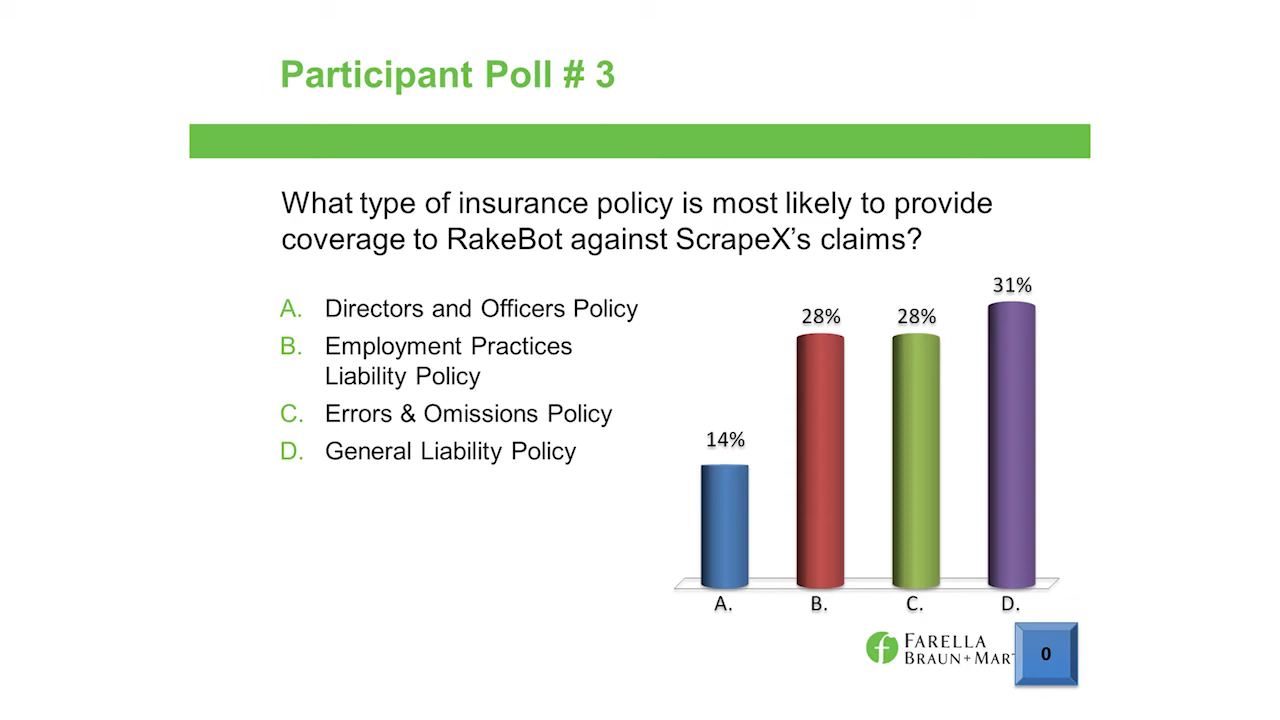 Participant Poll # 3
What type of insurance policy is most likely to provide
coverage to RakeBot against ScrapeX’s claims?
A. Directors and Officers Policy
B. Employment Practices
Liability Policy
C. Errors & Omissions Policy
D. General Liability Policy
14%
28%
28%
31%
A.
B.
C.
D.
FARELLA
BRAUN+MART
0